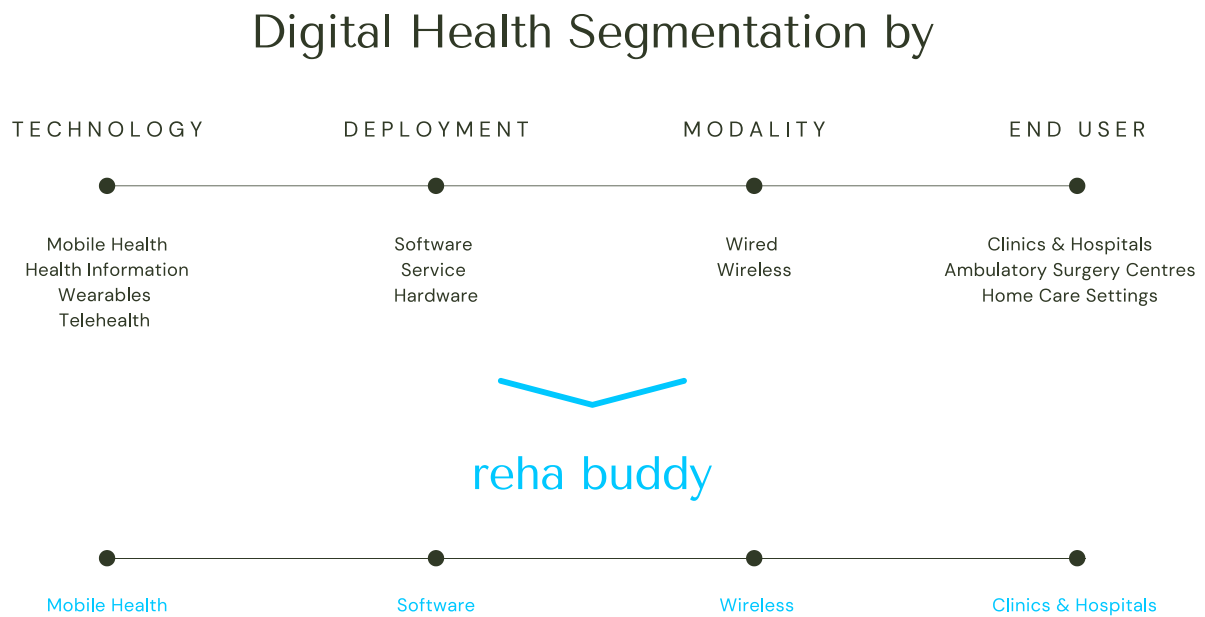 Digital Health Segmentation by
TECHNOLOGY
DEPLOYMENT
MODALITY
END USER
Mobile Health
Health Information
Wearables
Telehealth
Software
Service
Hardware
Wired
Wireless
Clinics & Hospitals
Ambulatory Surgery Centres
Home Care Settings
reha buddy
Mobile Health
Software
Wireless
Clinics & Hospitals